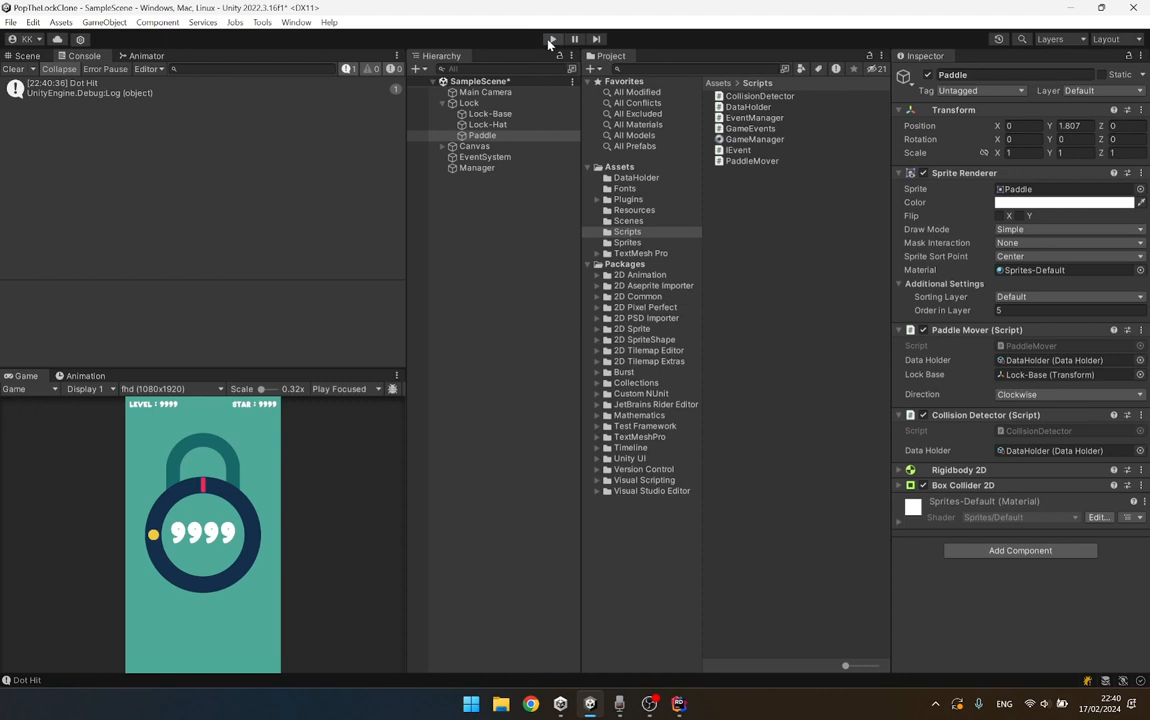 PopTheLockClone - SampleScene - Windows, Mac, Linux - Unity 2022.3.16f1* <DX11>
File Edit Assets GameObject Component Services Jobs Tools Window Help
KK Layers Layout
Scene Console Animator
Clear Collapse Error Pause Editor 1 0 0
[22:40:36] Dot Hit
UnityEngine.Debug:Log (object)
1
Game Animation
Game Display 1 fhd (1080x1920) Scale 0.32x Play Focused
LEVEL : 9999 STAR : 9999
9999
Hierarchy
All
SampleScene*
Main Camera
Lock
Lock-Base
Lock-Hat
Paddle
Canvas
EventSystem
Manager
Project
21
Favorites
All Modified
All Conflicts
All Excluded
All Materials
All Models
All Prefabs
Assets
DataHolder
Fonts
Plugins
Resources
Scenes
Scripts
Sprites
TextMesh Pro
Packages
2D Animation
2D Aseprite Importer
2D Common
2D Pixel Perfect
2D PSD Importer
2D Sprite
2D SpriteShape
2D Tilemap Editor
2D Tilemap Extras
Burst
Collections
Custom NUnit
JetBrains Rider Editor
Mathematics
Test Framework
TextMeshPro
Timeline
Unity UI
Version Control
Visual Scripting
Visual Studio Editor
Assets > Scripts
CollisionDetector
DataHolder
EventManager
GameEvents
GameManager
IEvent
PaddleMover
Inspector
Paddle Static
Tag Untagged Layer Default
Transform
Position X 0 Y 1.807 Z 0
Rotation X 0 Y 0 Z 0
Scale X 1 Y 1 Z 1
Sprite Renderer
Sprite Paddle
Color
Flip X Y
Draw Mode Simple
Mask Interaction None
Sprite Sort Point Center
Material Sprites-Default
Additional Settings
Sorting Layer Default
Order in Layer 5
Paddle Mover (Script)
Script PaddleMover
Data Holder DataHolder (Data Holder)
Lock Base Lock-Base (Transform)
Direction Clockwise
Collision Detector (Script)
Script CollisionDetector
Data Holder DataHolder (Data Holder)
Rigidbody 2D
Box Collider 2D
Sprites-Default (Material)
Shader Sprites/Default Edit...
Add Component
Dot Hit
ENG 22:40
17/02/2024